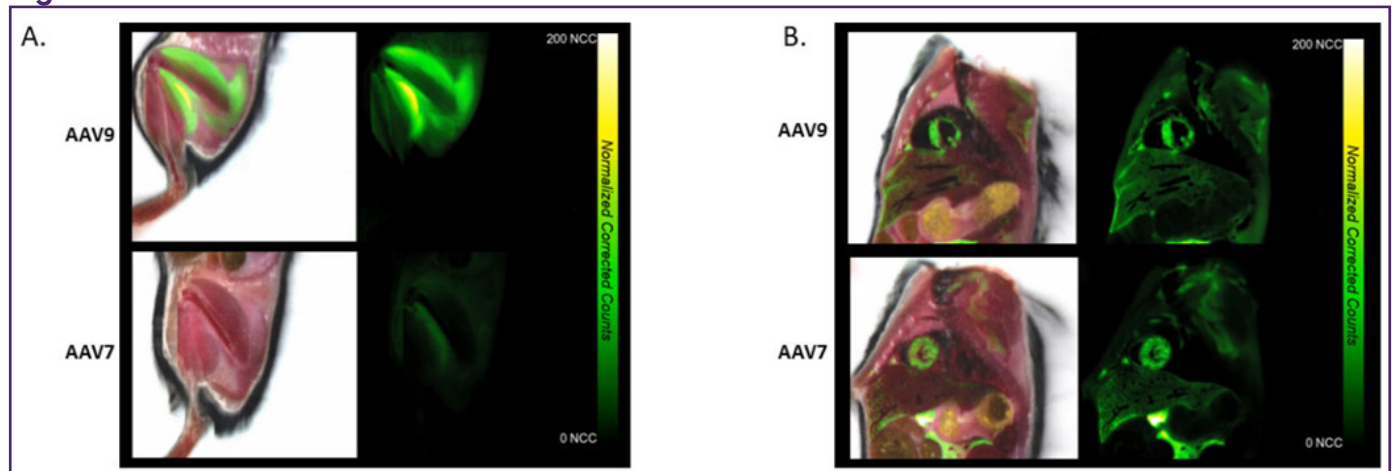 A.
200 NCC
AAV9
Normalized Corrected Counts
AAV7
0 NCC
B.
200 NCC
AAV9
Normalized Corrected Counts
AAV7
0 NCC